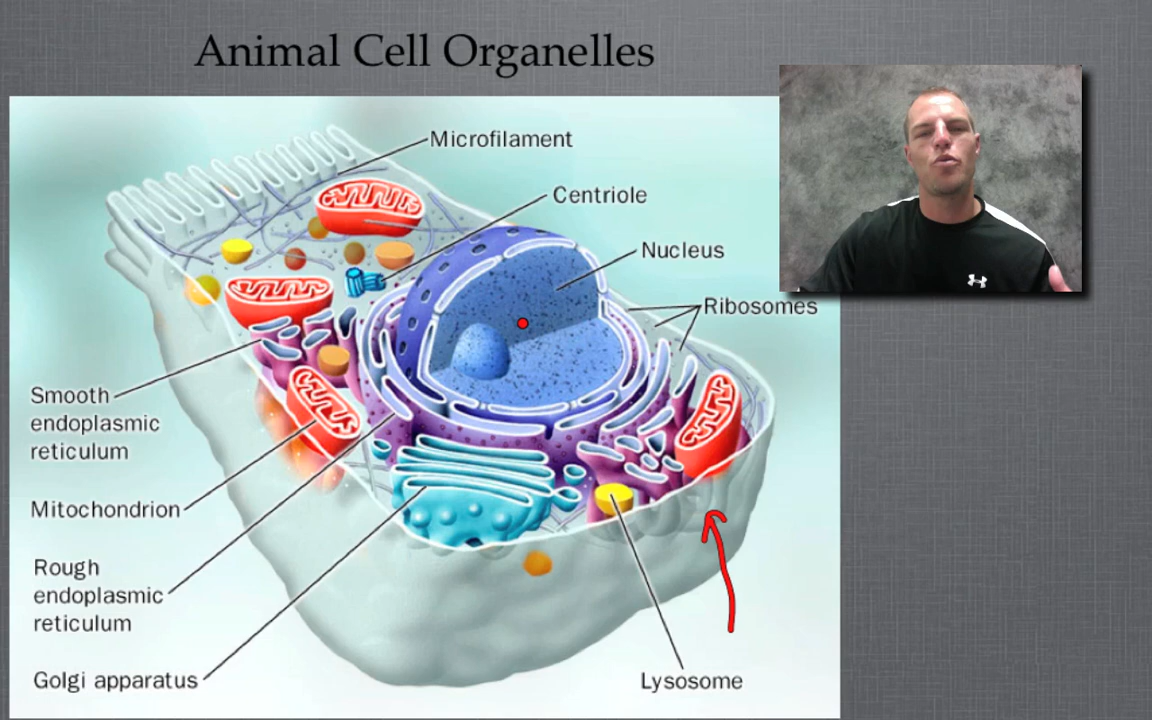 Animal Cell Organelles
Microfilament
Centriole
Nucleus
Ribosomes
Smooth
endoplasmic
reticulum
Mitochondrion
Rough
endoplasmic
reticulum
Golgi apparatus
Lysosome